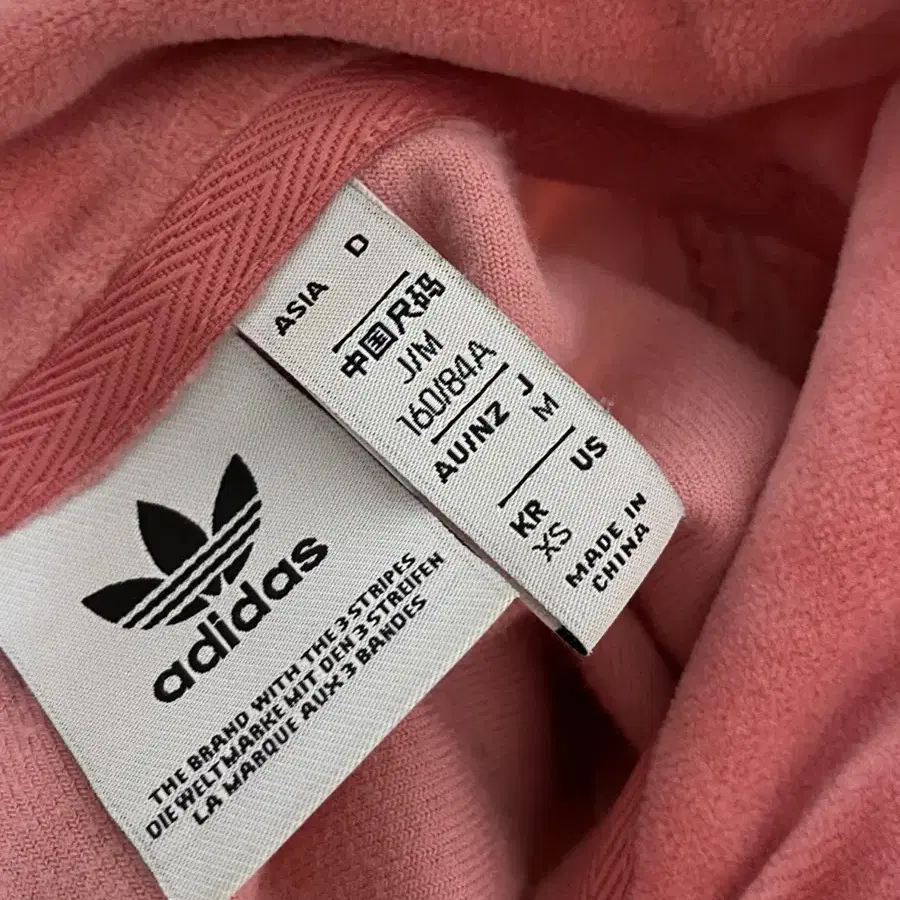 ASIA D
中国尺码
J/M
160/84A
AU/NZ J
M
KR US
XS
MADE IN
CHINA
adidas
THE BRAND WITH THE 3 STRIPES
DIE WELTMARKE MIT DEN 3 STREIFEN
LA MARQUE AUX 3 BANDES